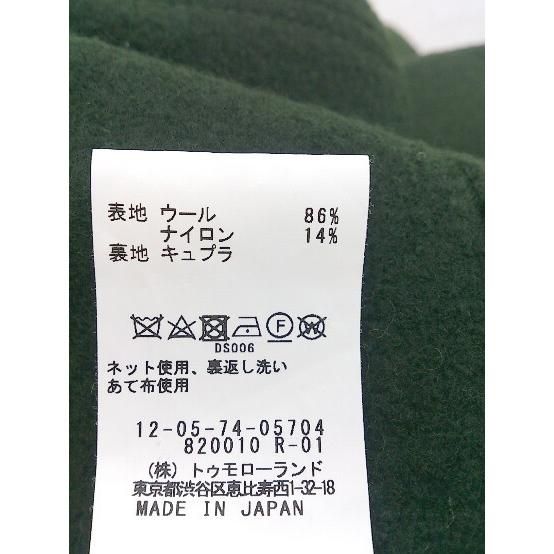 表地 ウール 86%
ナイロン 14%
裏地 キュプラ
F W
DS006
ネット使用、裏返し洗い
あて布使用
12-05-74-05704
820010 R-01
(株) トゥモローランド
東京都渋谷区恵比寿西1-32-18
MADE IN JAPAN